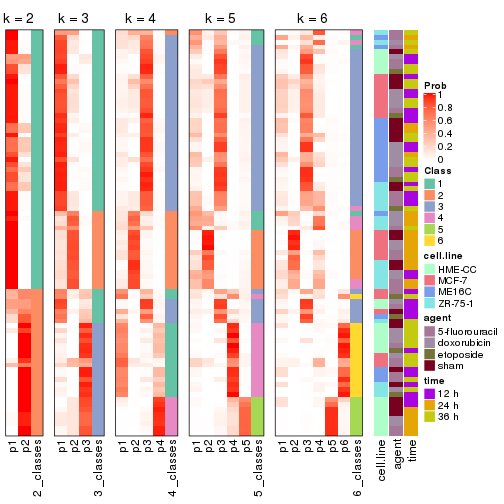 k = 2
k = 3
k = 4
k = 5
k = 6
p1
p2
2_classes
p1
p2
p3
3_classes
p1
p2
p3
p4
4_classes
p1
p2
p3
p4
p5
5_classes
p1
p2
p3
p4
p5
p6
6_classes
cell.line
agent
time
Prob
1
0.8
0.6
0.4
0.2
0
Class
1
2
3
4
5
6
cell.line
HME-CC
MCF-7
ME16C
ZR-75-1
agent
5-fluorouracil
doxorubicin
etoposide
sham
time
12 h
24 h
36 h